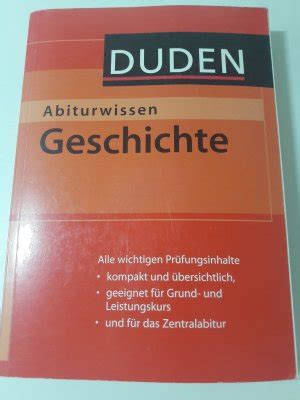 DUDEN
Abiturwissen
Geschichte
Alle wichtigen Prüfungsinhalte
• kompakt und übersichtlich,
• geeignet für Grund- und
Leistungskurs
• und für das Zentralabitur